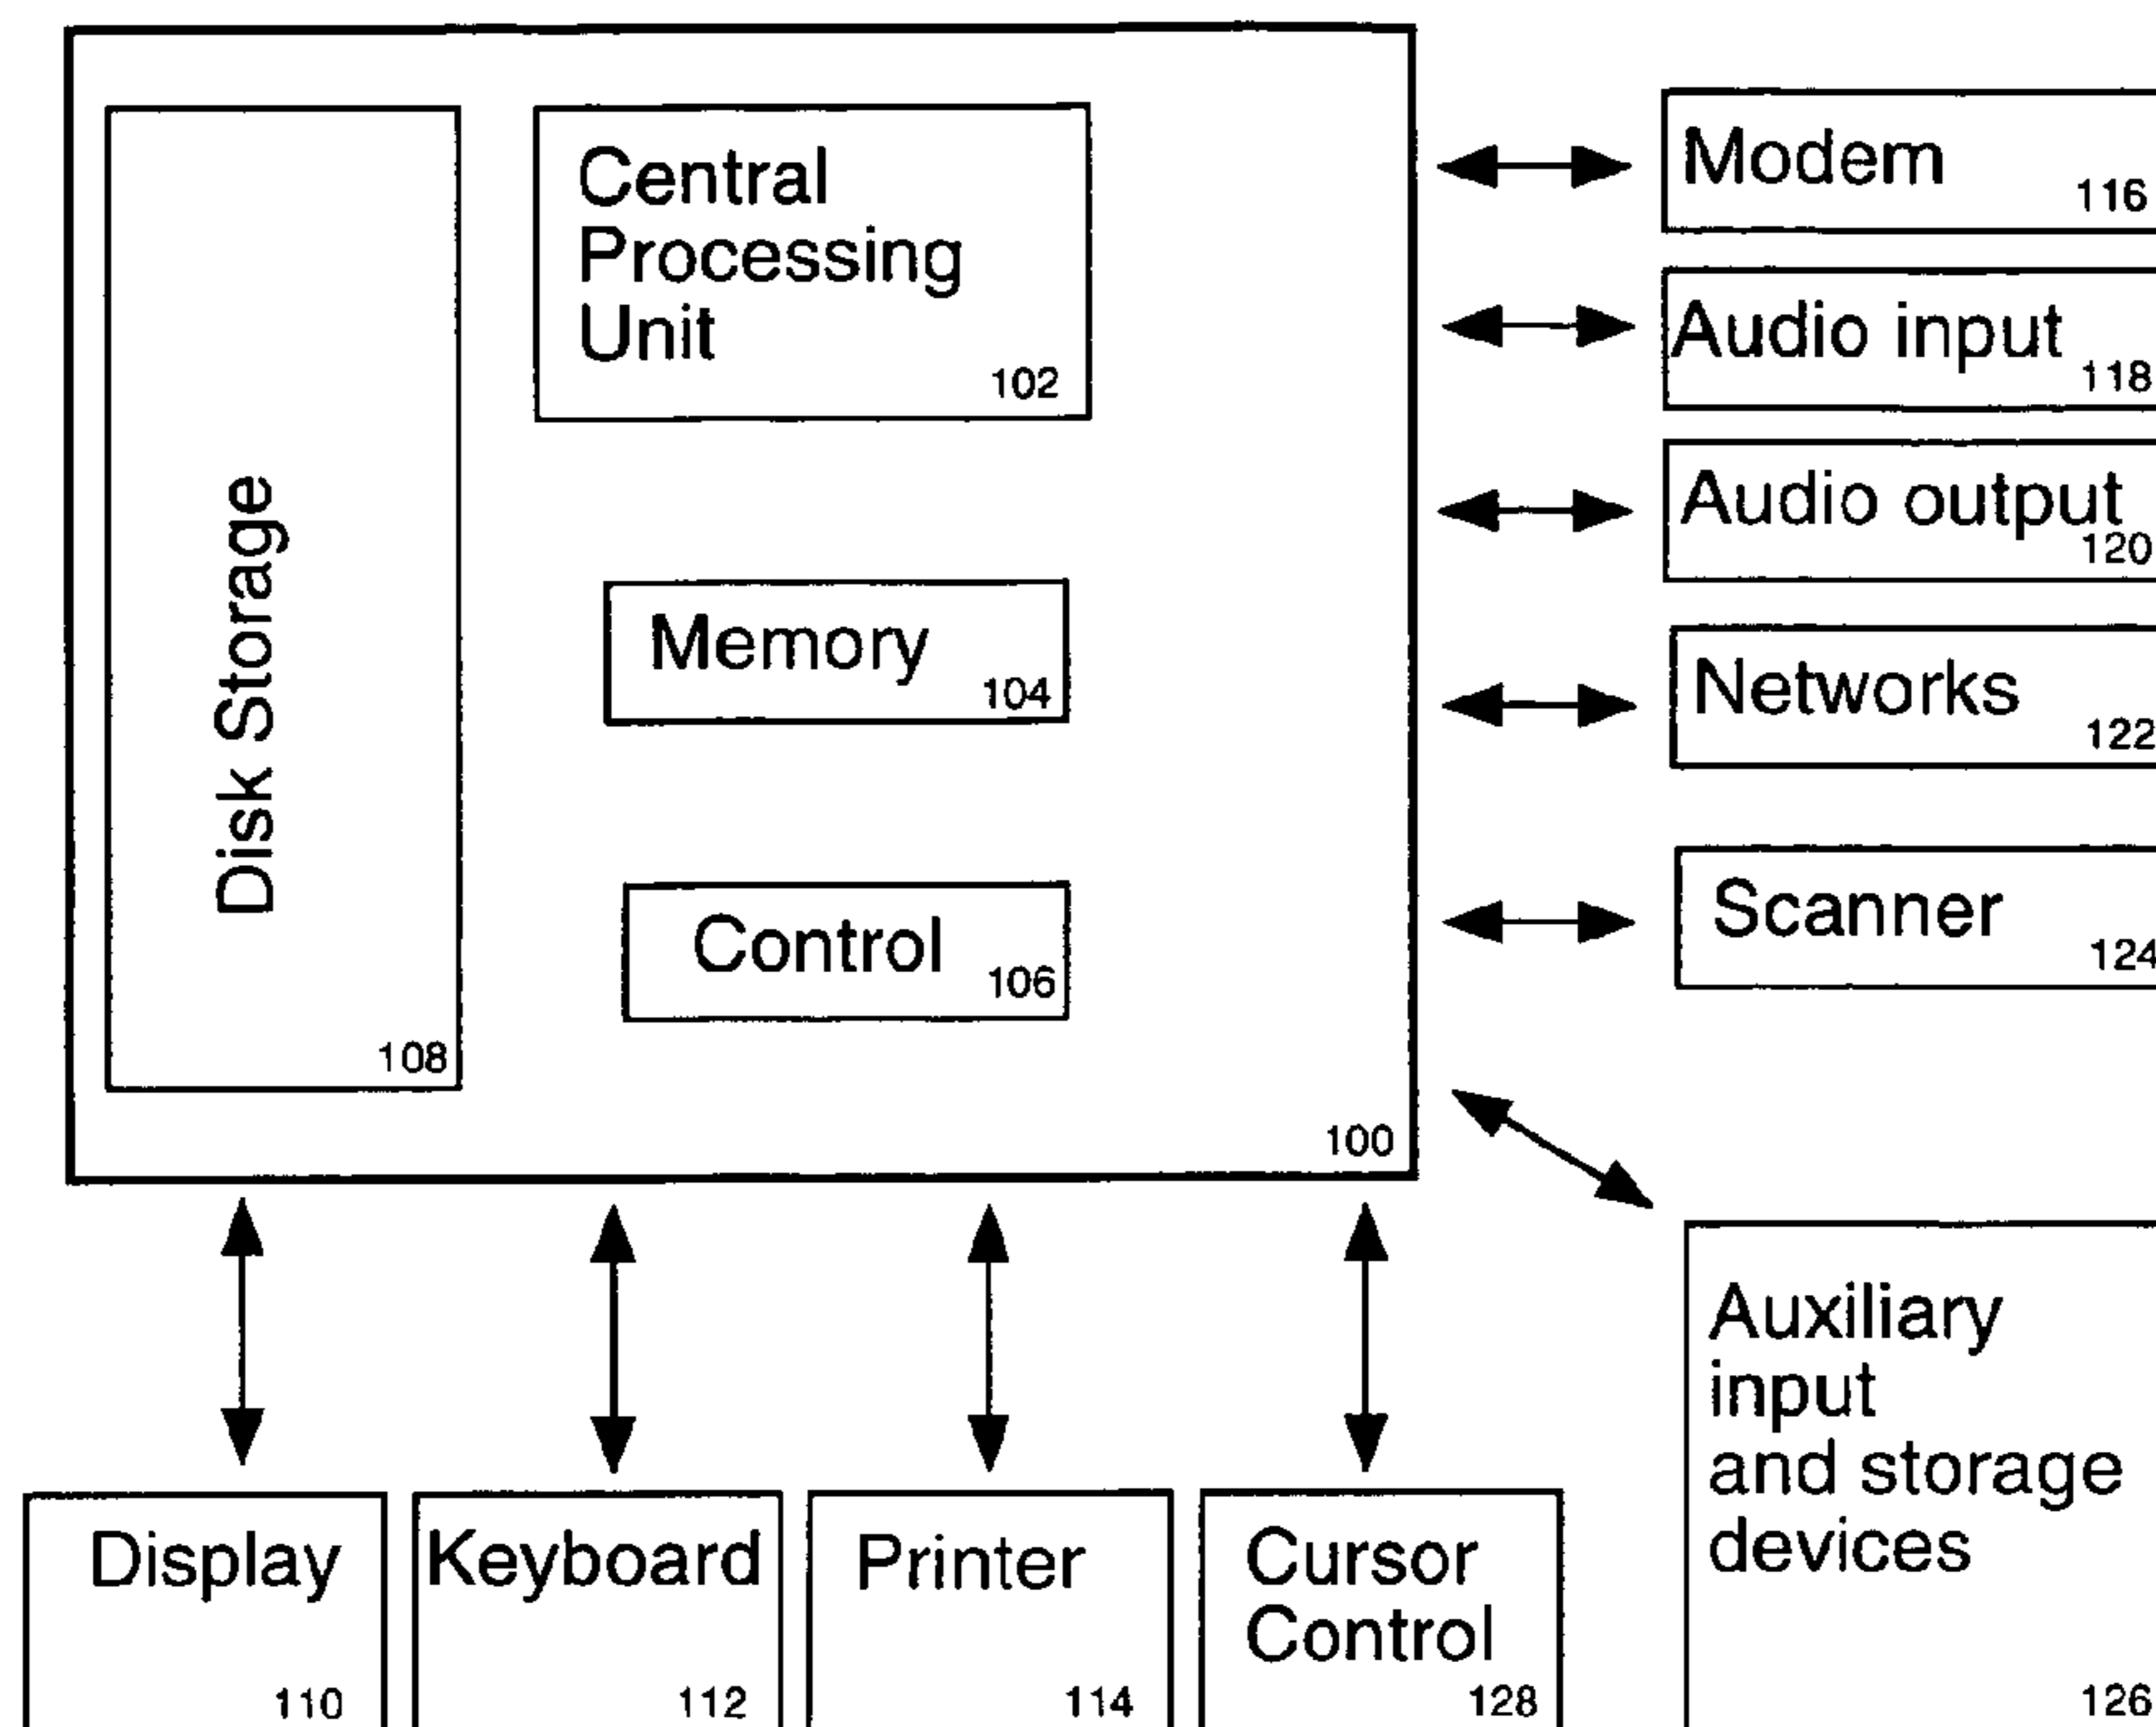 Central
Processing
Unit
102
Disk Storage
108
Memory
104
Control
106
100
Modem
116
Audio input
118
Audio output
120
Networks
122
Scanner
124
Auxiliary
input
and storage
devices
126
Display
110
Keyboard
112
Printer
114
Cursor
Control
128